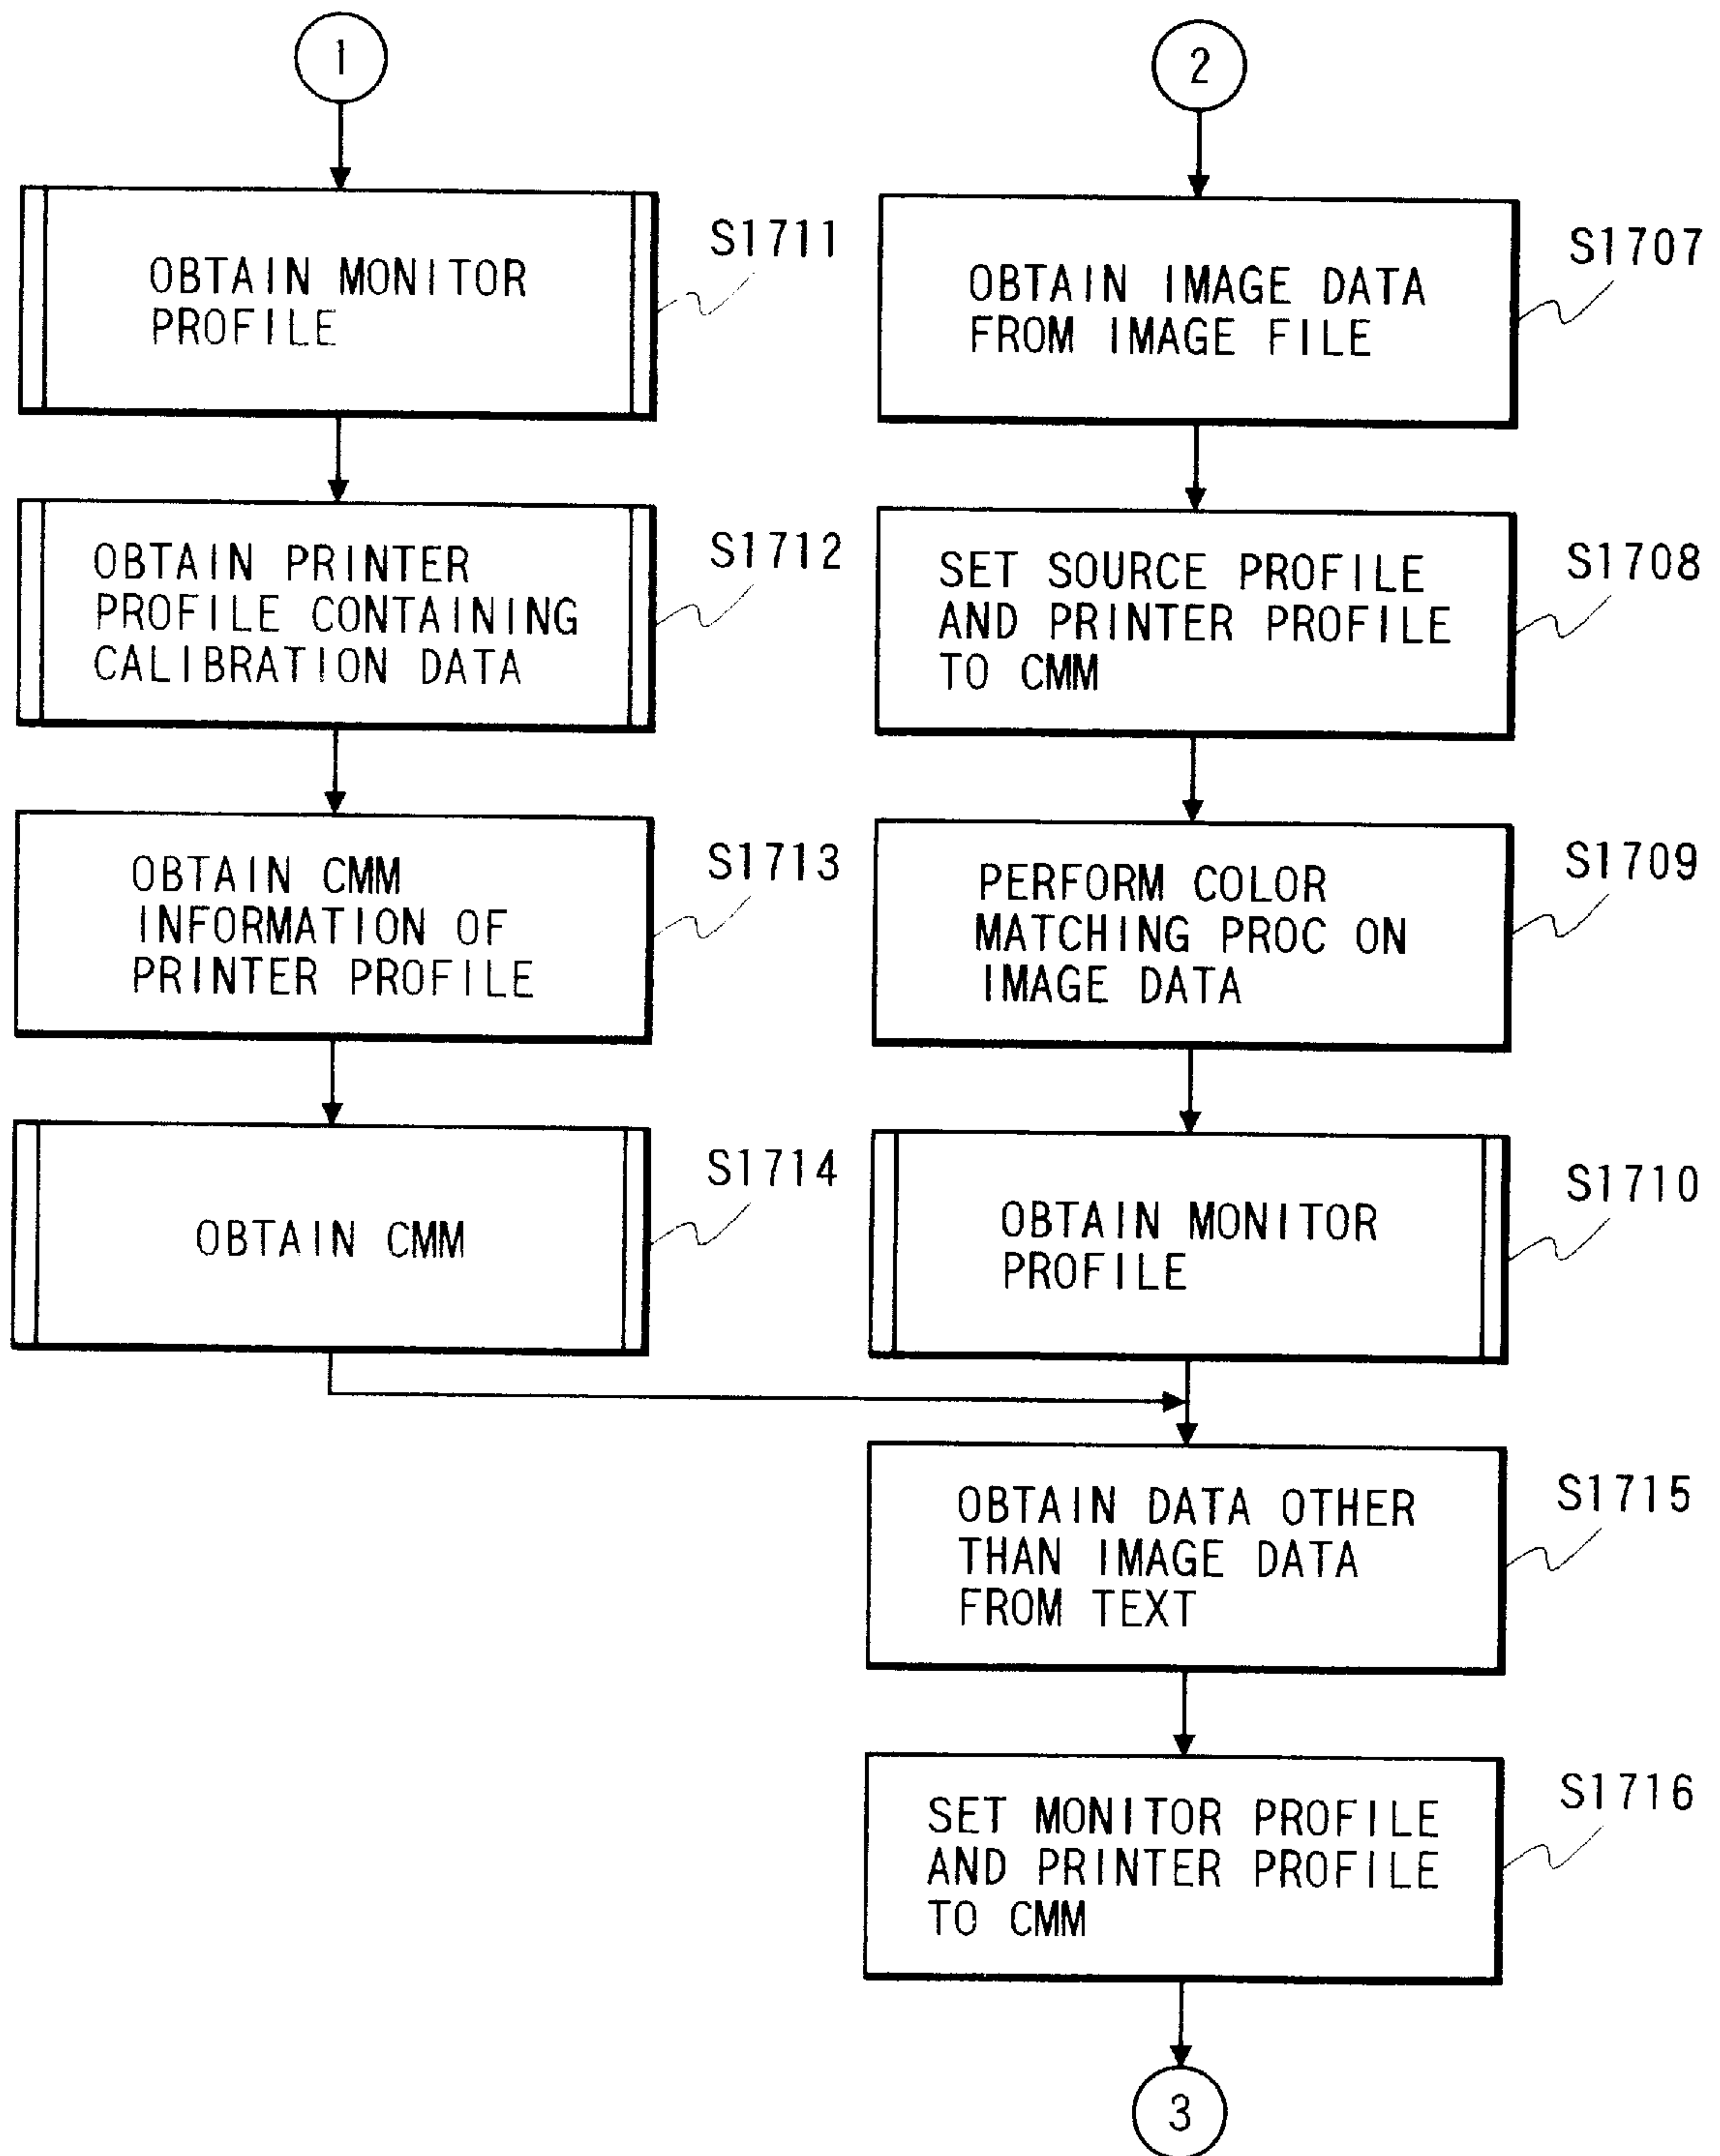 1
OBTAIN MONITOR
PROFILE
S1711
OBTAIN PRINTER
PROFILE CONTAINING
CALIBRATION DATA
S1712
OBTAIN CMM
INFORMATION OF
PRINTER PROFILE
S1713
OBTAIN CMM
S1714
2
OBTAIN IMAGE DATA
FROM IMAGE FILE
S1707
SET SOURCE PROFILE
AND PRINTER PROFILE
TO CMM
S1708
PERFORM COLOR
MATCHING PROC ON
IMAGE DATA
S1709
OBTAIN MONITOR
PROFILE
S1710
OBTAIN DATA OTHER
THAN IMAGE DATA
FROM TEXT
S1715
SET MONITOR PROFILE
AND PRINTER PROFILE
TO CMM
S1716
3